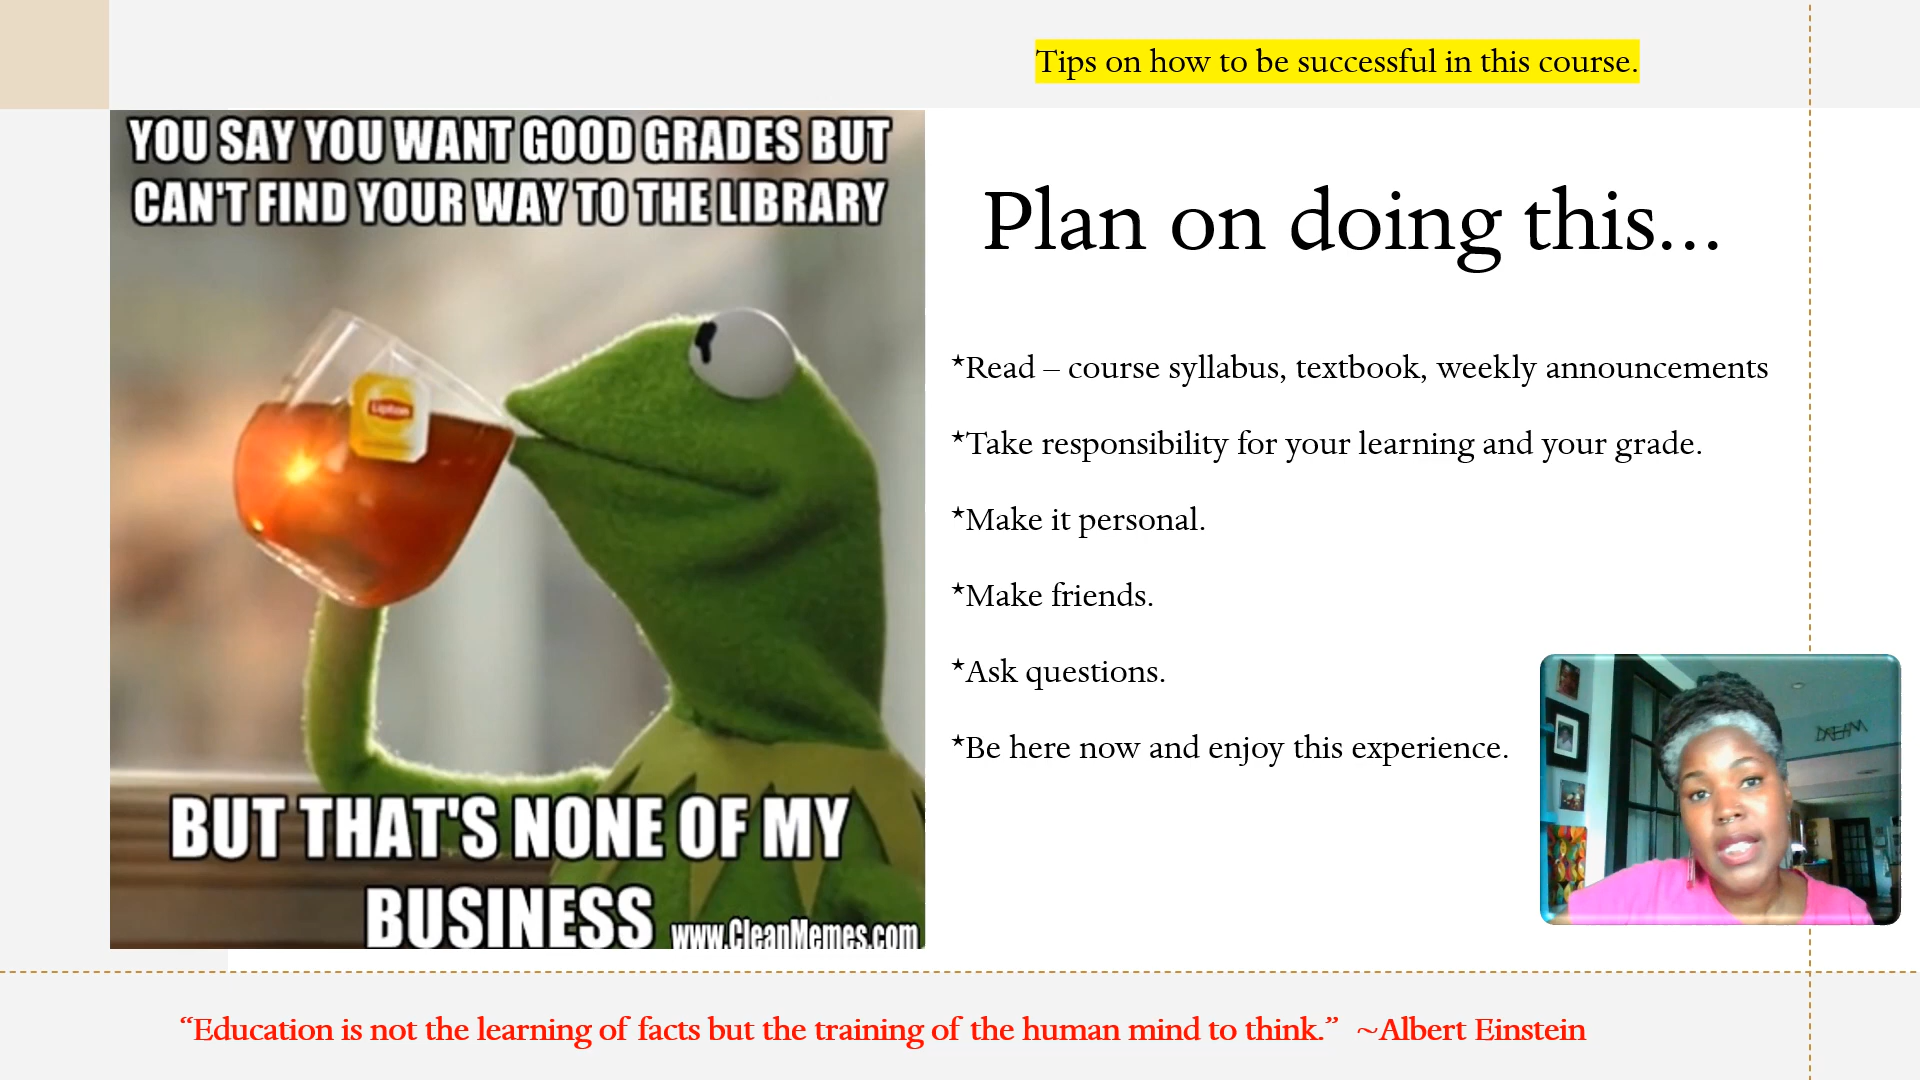 Tips on how to be successful in this course.
YOU SAY YOU WANT GOOD GRADES BUT
CAN'T FIND YOUR WAY TO THE LIBRARY
Lipton
BUT THAT'S NONE OF MY
BUSINESS
www.CleanMemes.com
Plan on doing this...
*Read – course syllabus, textbook, weekly announcements
*Take responsibility for your learning and your grade.
*Make it personal.
*Make friends.
*Ask questions.
*Be here now and enjoy this experience.
DREAM
“Education is not the learning of facts but the training of the human mind to think.” ~Albert Einstein